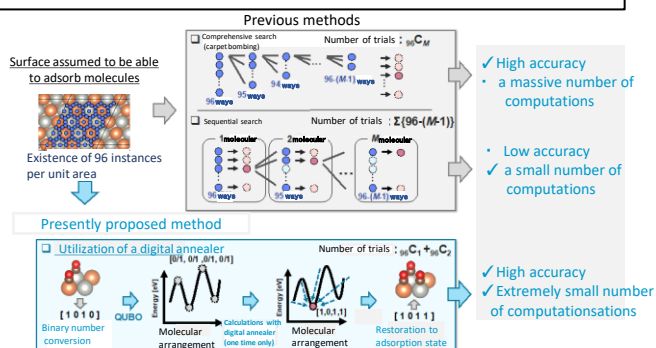 Previous methods
Comprehensive search
(carpet bombing)
Number of trials : 96CM
96ways
95ways
94ways
96-(M-1) ways
Surface assumed to be able
to adsorb molecules
Existence of 96 instances
per unit area
Sequential search
Number of trials : Σ{96-(M-1)}
1molecular
2molecular
Mmolecular
96 ways
95 ways
96-(M-1) ways
✓High accuracy
・ a massive number of
computations
・ Low accuracy
✓ a small number of
computations
Presently proposed method
Utilization of a digital annealer
Number of trials : 96C1 +96C2
[0/1, 0/1 ,0/1, 0/1]
Energy [eV]
Energy [eV]
[1 0 1 0]
QUBO
[1,0,1,1]
[1 0 1 1]
Binary number
conversion
Molecular
arrangement
Calculations with
digital annealer
(one time only)
Molecular
arrangement
Restoration to
adsorption state
✓High accuracy
✓Extremely small number
of computationsations